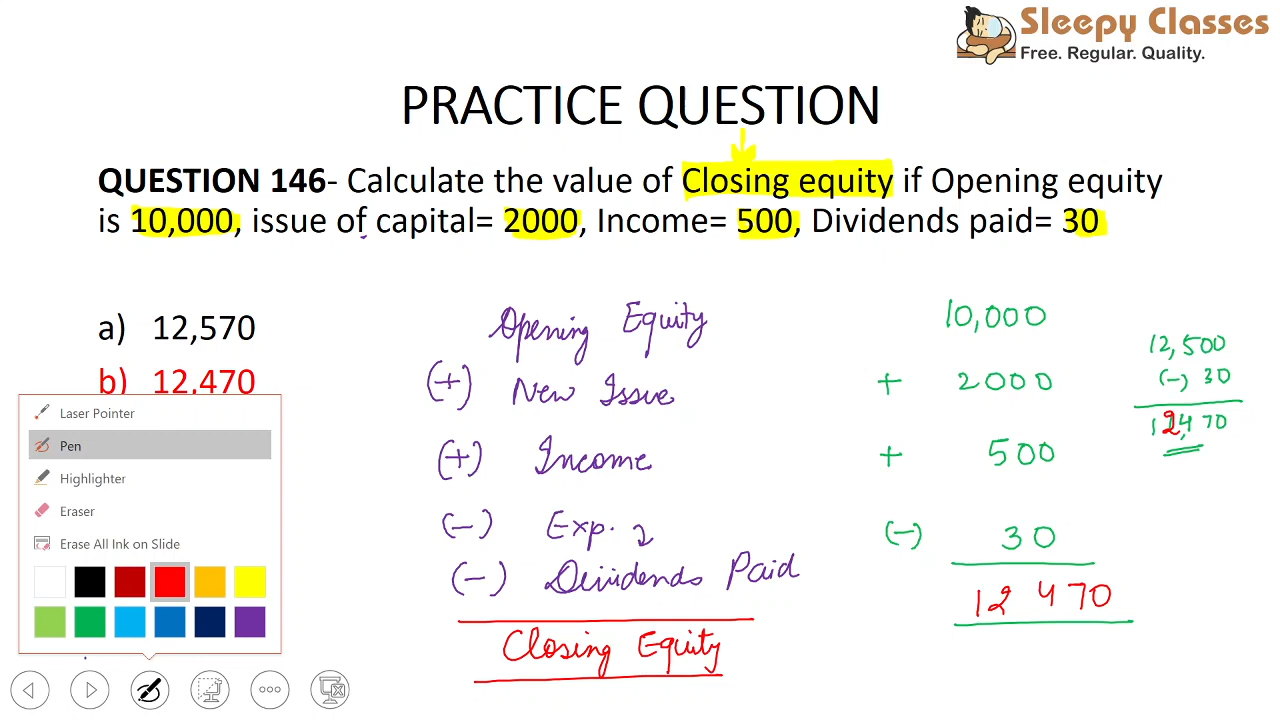 Sleepy Classes
Free. Regular. Quality.
PRACTICE QUESTION
QUESTION 146- Calculate the value of Closing equity if Opening equity
is 10,000, issue of capital= 2000, Income= 500, Dividends paid= 30
a) 12,570
b) 12,470
Laser Pointer
Pen
Highlighter
Eraser
Erase All Ink on Slide
Opening Equity 10,000
(+) New Issue + 2000
(+) Income + 500
(-) Exp.
(-) Dividends Paid (-) 30
Closing Equity 12 470
12,500
(-) 30
12,470